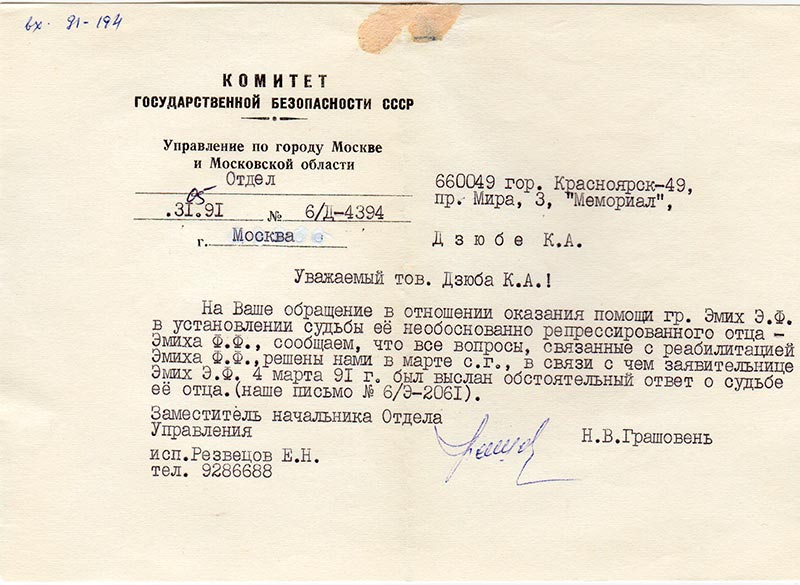 вх. 91-194
КОМИТЕТ
ГОСУДАРСТВЕННОЙ БЕЗОПАСНОСТИ СССР
Управление по городу Москве
и Московской области
Отдел
05
.3I.9I № 6/Д-4394
г. Москва
660049 гор. Красноярск-49,
пр. Мира, 3, "Мемориал",
Дзюбе К.А.
Уважаемый тов. Дзюба К.А.!
На Ваше обращение в отношении оказания помощи гр. Эмих Э.Ф.
в установлении судьбы её необоснованно репрессированного отца -
Эмиха Ф.Ф., сообщаем, что все вопросы, связанные с реабилитацией
Эмиха Ф.Ф.,решены нами в марте с.г., в связи с чем заявительнице
Эмих Э.Ф. 4 марта 91 г. был выслан обстоятельный ответ о судьбе
её отца.(наше письмо № 6/Э-206I).
Заместитель начальника Отдела
Управления
Н.В.Грашовень
исп.Резвецов Е.Н.
тел. 9286688